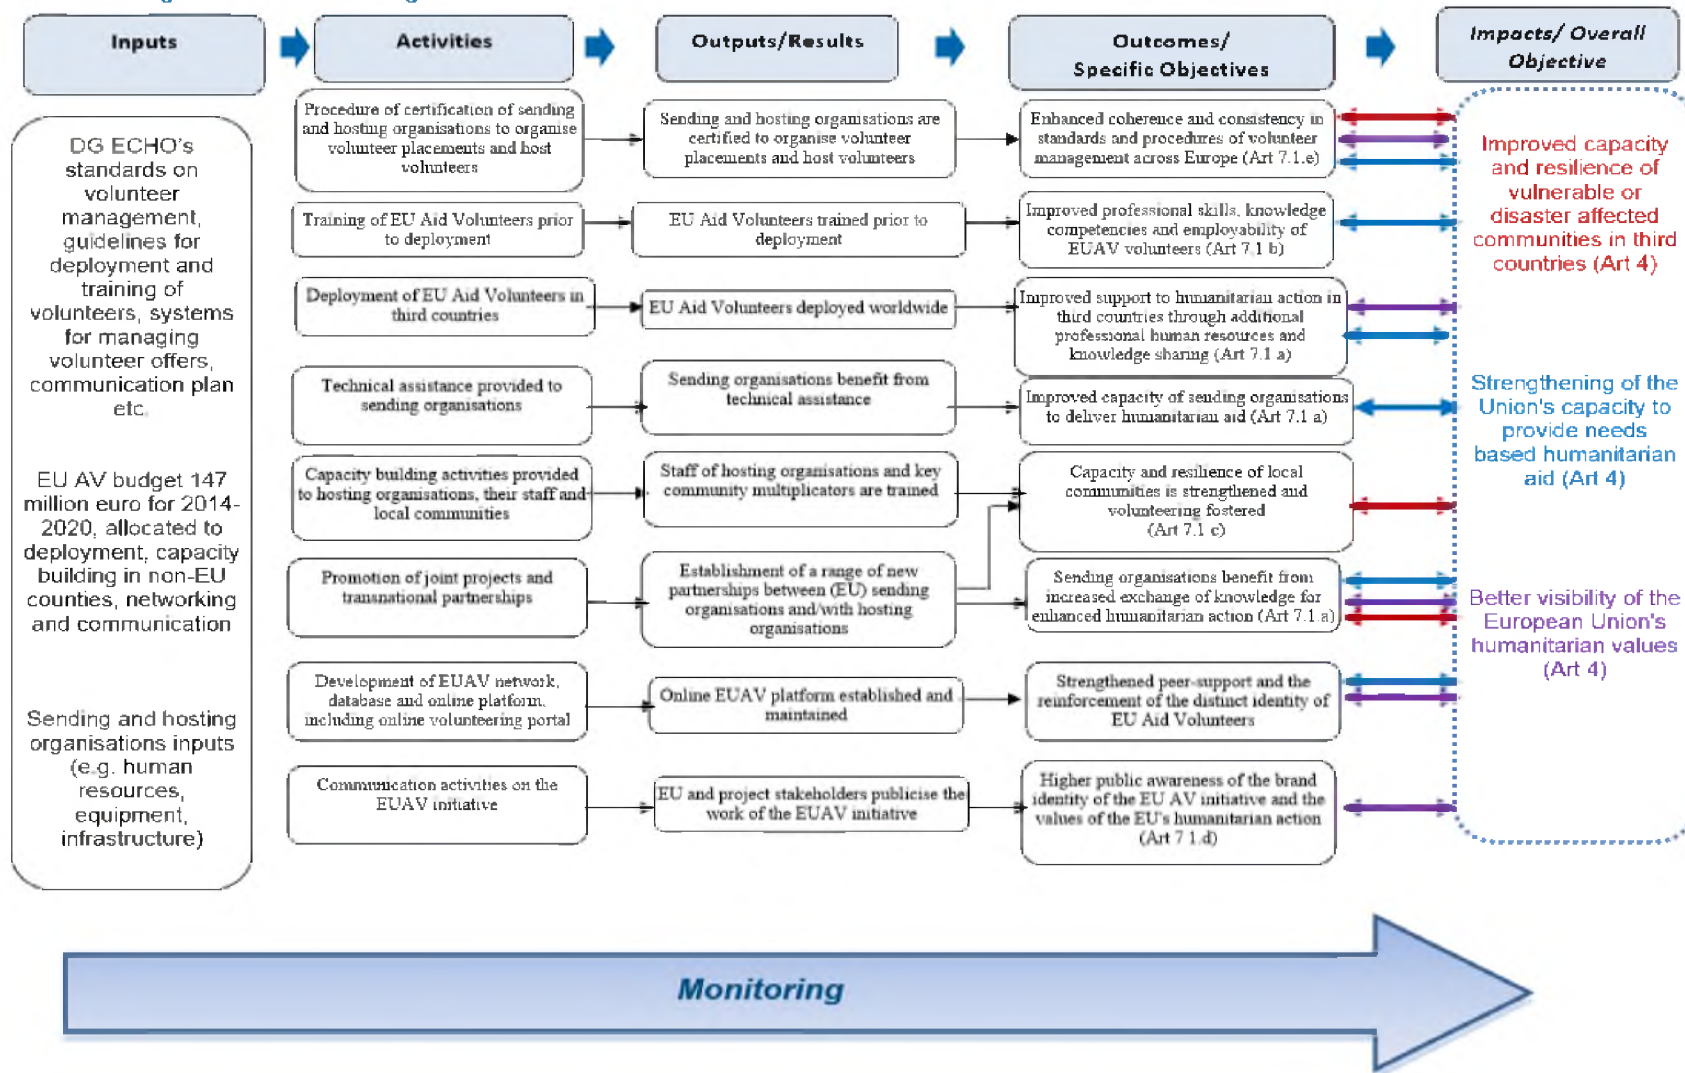 Inputs
Activities
Outputs/Results
Outcomes/
Specific Objectives
Impacts/ Overall
Objective
DG ECHO's
standards on
volunteer
management,
guidelines for
deployment and
training of
volunteers, systems
for managing
volunteer offers,
communication plan
etc.
EU AV budget 147
million euro for 2014-
2020, allocated to
deployment, capacity
building in non-EU
counties, networking
and communication
Sending and hosting
organisations inputs
(e.g. human
resources,
equipment,
infrastructure)
Procedure of certification of sending
and hosting organisations to organise
volunteer placements and host
volunteers
Sending and hosting organisations are
certified to organise volunteer
placements and host volunteers
Enhanced coherence and consistency in
standards and procedures of volunteer
management across Europe (Art 7.1.e)
Training of EU Aid Volunteers prior
to deployment
EU Aid Volunteers trained prior to
deployment
Improved professional skills, knowledge
competencies and employability of
EUAV volunteers (Art 7.1 b)
Deployment of EU Aid Volunteers in
third countries
EU Aid Volunteers deployed worldwide
Improved support to humanitarian action in
third countries through additional
professional human resources and
knowledge sharing (Art 7.1 a)
Technical assistance provided to
sending organisations
Sending organisations benefit from
technical assistance
Improved capacity of sending organisations
to deliver humanitarian aid (Art 7.1 a)
Capacity building activities provided
to hosting organisations, their staff and
local communities
Staff of hosting organisations and key
community multiplicators are trained
Capacity and resilience of local
communities is strengthened and
volunteering fostered
(Art 7.1 c)
Promotion of joint projects and
transnational partnerships
Establishment of a range of new
partnerships between (EU) sending
organisations and/with hosting
organisations
Sending organisations benefit from
increased exchange of knowledge for
enhanced humanitarian action (Art 7.1.a)
Development of EUAV network,
database and online platform,
including online volunteering portal
Online EUAV platform established and
maintained
Strengthened peer-support and the
reinforcement of the distinct identity of
EU Aid Volunteers
Communication activities on the
EUAV initiative
EU and project stakeholders publicise the
work of the EUAV initiative
Higher public awareness of the brand
identity of the EU AV initiative and the
values of the EU's humanitarian action
(Art 7 1.d)
Improved capacity
and resilience of
vulnerable or
disaster affected
communities in third
countries (Art 4)
Strengthening of the
Union's capacity to
provide needs
based humanitarian
aid (Art 4)
Better visibility of the
European Union's
humanitarian values
(Art 4)
Monitoring